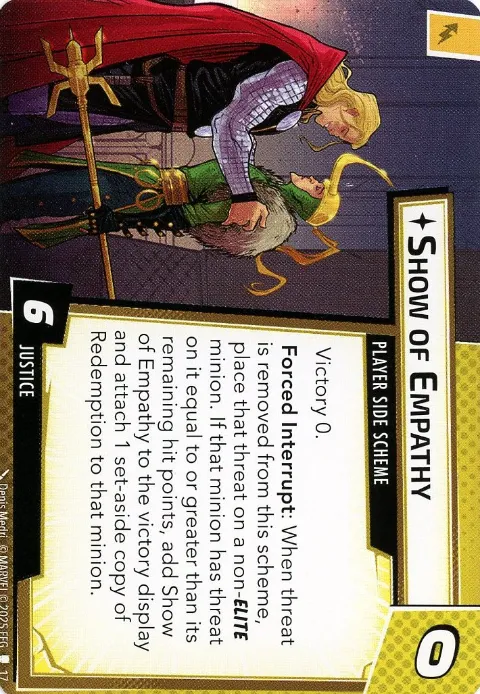 ✦SHOW OF EMPATHY
0
PLAYER SIDE SCHEME
Victory 0.
Forced Interrupt: When threat
is removed from this scheme,
place that threat on a non-ELITE
minion. If that minion has threat
on it equal to or greater than its
remaining hit points, add Show
of Empathy to the victory display
and attach 1 set-aside copy of
Redemption to that minion.
6
JUSTICE
Denis Medri © MARVEL © 2025 FFG ■ 17